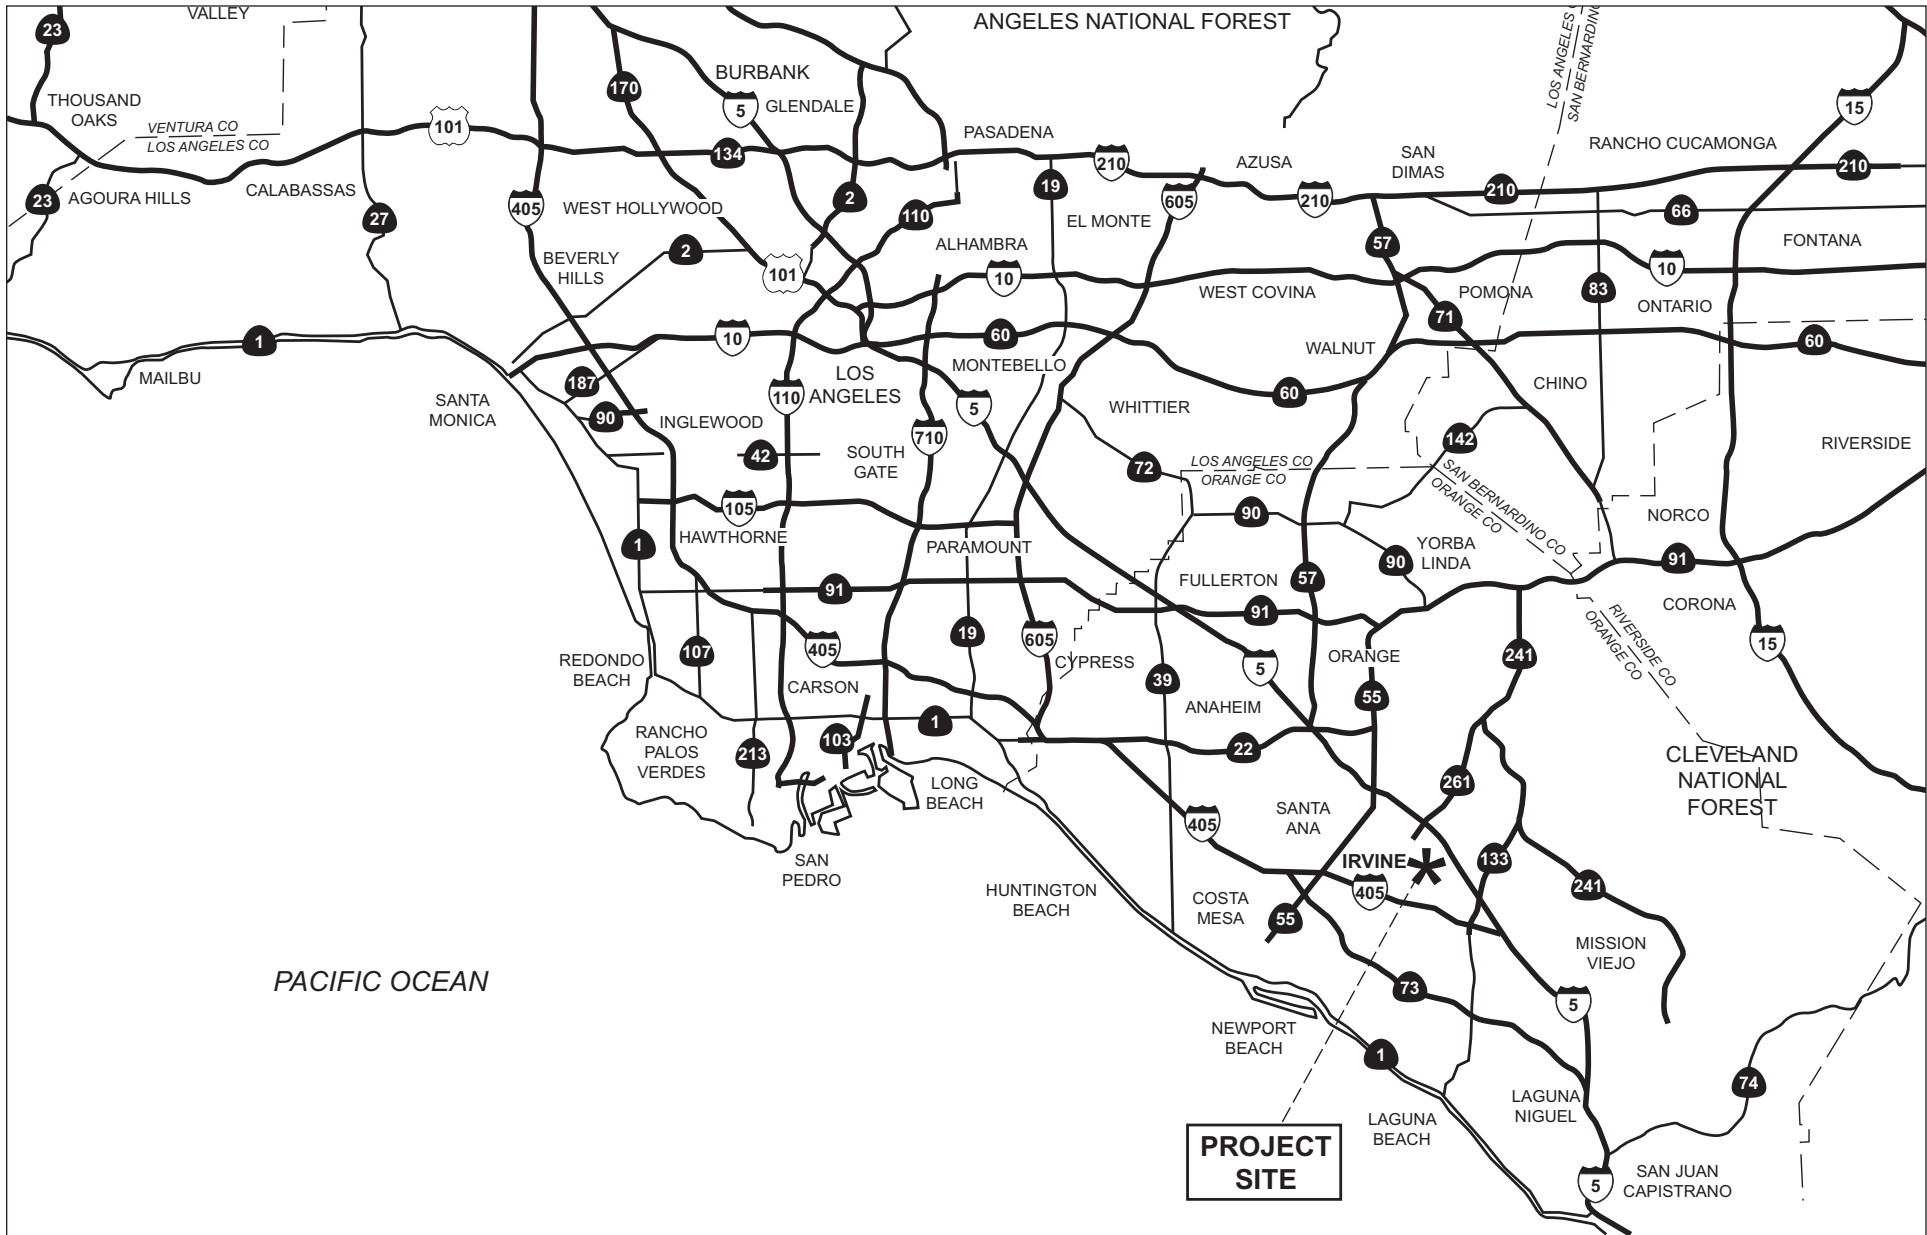 VALLEY
ANGELES NATIONAL FOREST
23
THOUSAND
OAKS
VENTURA CO
LOS ANGELES CO
101
170
BURBANK
5
GLENDALE
134
PASADENA
210
AZUSA
SAN
DIMAS
LOS ANGELES
SAN BERNARDINO
RANCHO CUCAMONGA
15
210
210
23
AGOURA HILLS
CALABASSAS
27
405
WEST HOLLYWOOD
2
110
19
EL MONTE
605
210
66
57
FONTANA
BEVERLY
HILLS
2
101
ALHAMBRA
10
WEST COVINA
POMONA
83
10
ONTARIO
71
1
MAILBU
10
60
MONTEBELLO
WALNUT
60
SANTA
MONICA
187
90
INGLEWOOD
110
LOS
ANGELES
5
WHITTIER
60
CHINO
42
SOUTH
GATE
710
72
LOS ANGELES CO
ORANGE CO
142
SAN BERNARDINO CO
ORANGE CO
RIVERSIDE
105
HAWTHORNE
1
PARAMOUNT
90
NORCO
YORBA
LINDA
90
91
91
FULLERTON
57
91
CORONA
RIVERSIDE CO
ORANGE CO
15
107
405
19
605
CYPRESS
39
5
ORANGE
241
REDONDO
BEACH
CARSON
ANAHEIM
55
RANCHO
PALOS
VERDES
213
103
1
22
CLEVELAND
NATIONAL
FOREST
LONG
BEACH
261
405
SANTA
ANA
SAN
PEDRO
IRVINE
133
HUNTINGTON
BEACH
COSTA
MESA
55
405
241
MISSION
VIEJO
PACIFIC OCEAN
73
5
NEWPORT
BEACH
1
74
LAGUNA
NIGUEL
LAGUNA
BEACH
PROJECT
SITE
5
SAN JUAN
CAPISTRANO